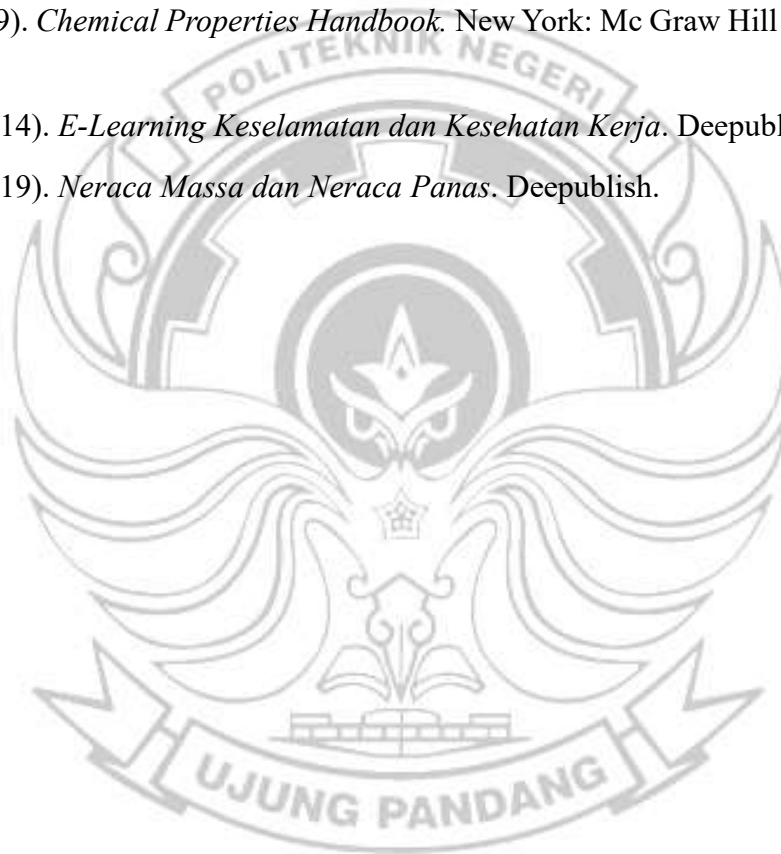 9). Chemical Properties Handbook. New York: Mc Graw Hill
POLITEKNIK NEGERI
14). E-Learning Keselamatan dan Kesehatan Kerja. Deepubl
19). Neraca Massa dan Neraca Panas. Deepublish.
UJUNG PANDANG